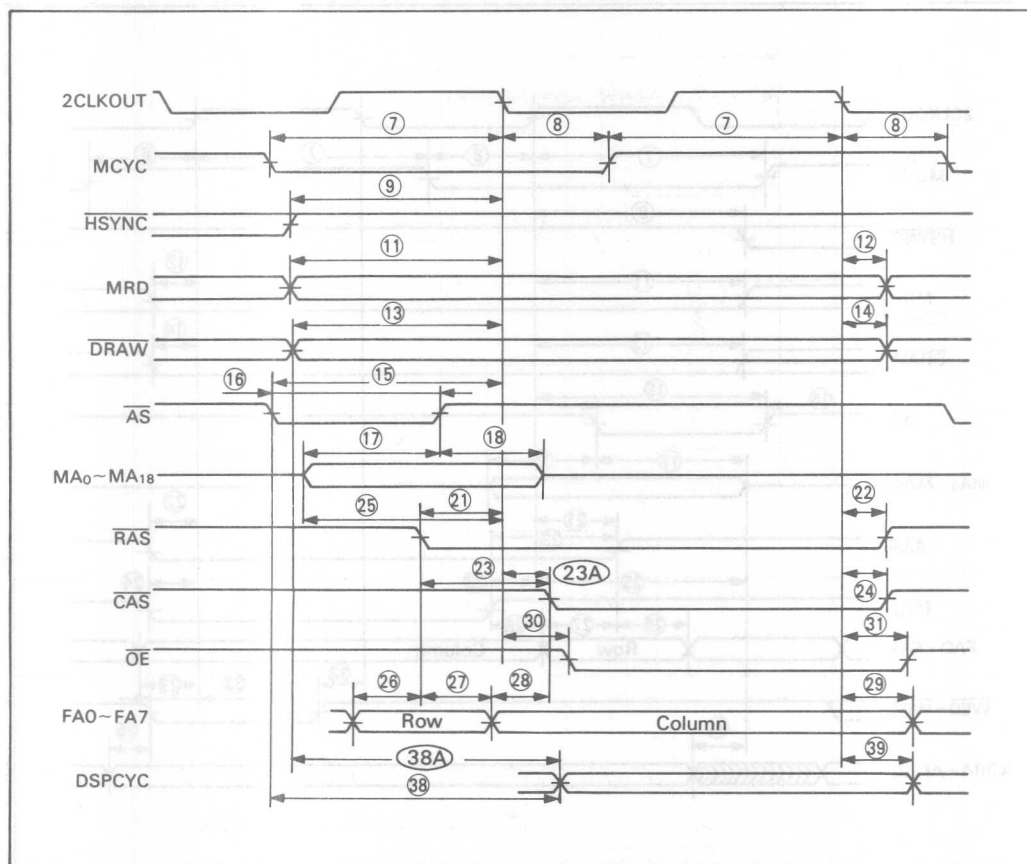 2CLKOUT
⑦ ⑧ ⑦ ⑧
MCYC
⑨
HSYNC
⑪ ⑫
MRD
⑬ ⑭
DRAW
⑯ ⑮
AS
⑰ ⑱
MA₀~MA₁₈
㉕ ㉑ ㉒
RAS
㉓ 23A
CAS
㉔
㉚ ㉛
OE
㉖ ㉗ ㉘ ㉙
FA0~FA7 Row Column
38A ㊴
DSPCYC
㊳